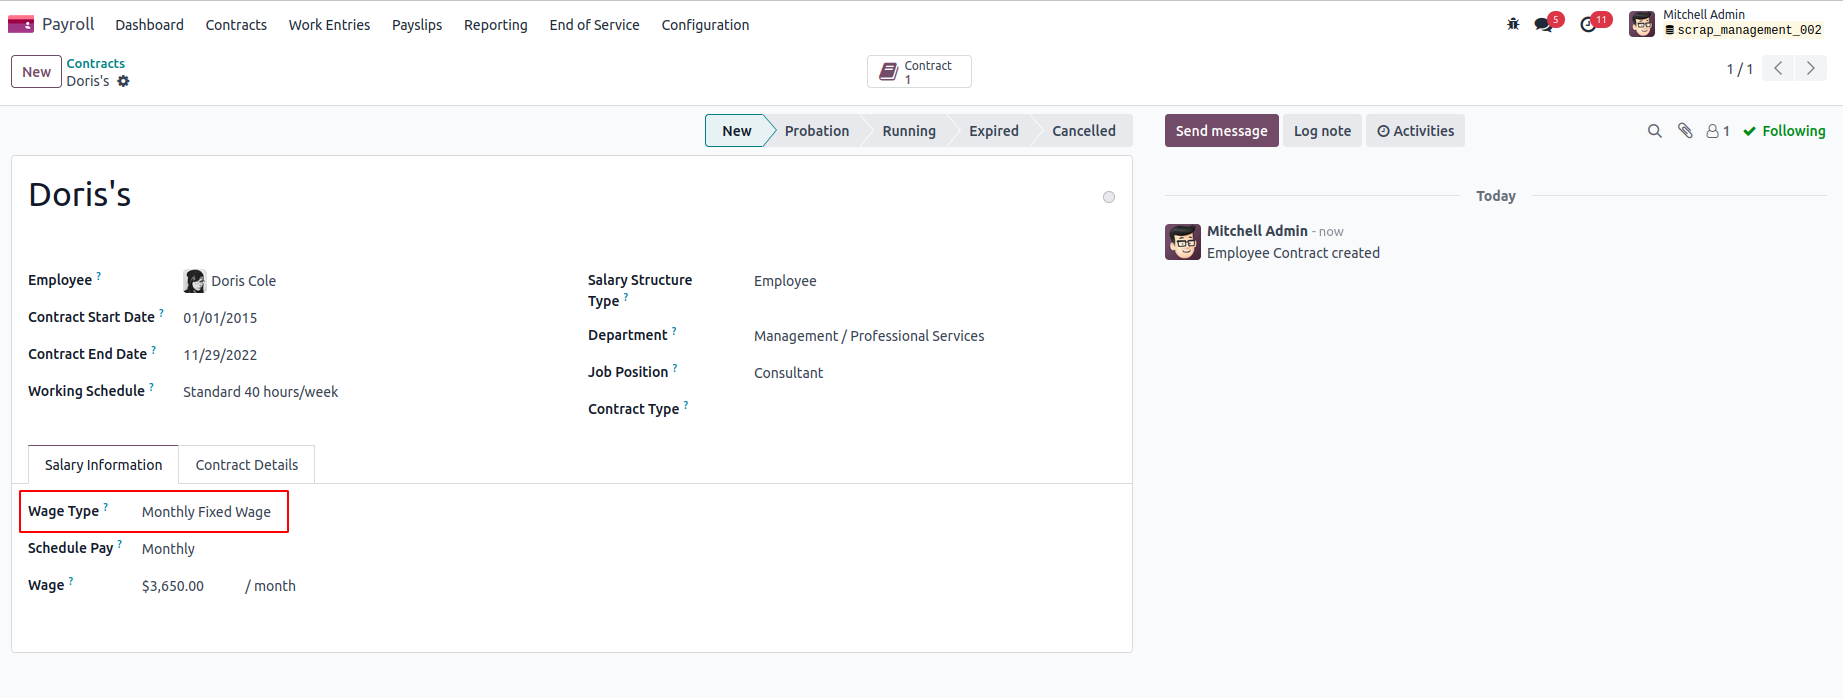 Payroll Dashboard Contracts Work Entries Payslips Reporting End of Service Configuration 5 11 Mitchell Admin
scrap_management_002
New Contracts Contract 1 / 1
Doris's 1
New Probation Running Expired Cancelled Send message Log note Activities 1 Following
Doris's
Today
Mitchell Admin - now
Employee Contract created
Employee ? Doris Cole Salary Structure Type ? Employee
Contract Start Date ? 01/01/2015
Department ? Management / Professional Services
Contract End Date ? 11/29/2022
Job Position ? Consultant
Working Schedule ? Standard 40 hours/week
Contract Type ?
Salary Information Contract Details
Wage Type ? Monthly Fixed Wage
Schedule Pay ? Monthly
Wage ? $3,650.00 / month